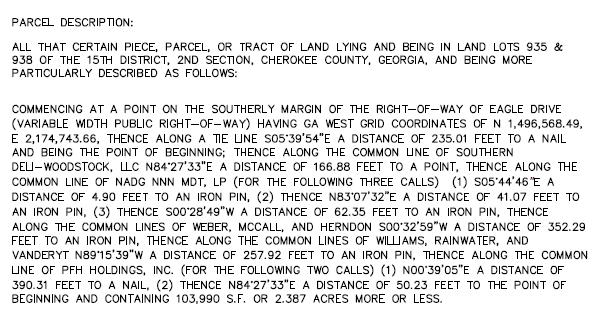 PARCEL DESCRIPTION:
ALL THAT CERTAIN PIECE, PARCEL, OR TRACT OF LAND LYING AND BEING IN LAND LOTS 935 &
938 OF THE 15TH DISTRICT, 2ND SECTION, CHEROKEE COUNTY, GEORGIA, AND BEING MORE
PARTICULARLY DESCRIBED AS FOLLOWS:
COMMENCING AT A POINT ON THE SOUTHERLY MARGIN OF THE RIGHT-OF-WAY OF EAGLE DRIVE
(VARIABLE WIDTH PUBLIC RIGHT-OF-WAY) HAVING GA WEST GRID COORDINATES OF N 1,496,568.49,
E 2,174,743.66, THENCE ALONG A TIE LINE S05°39'54"E A DISTANCE OF 235.01 FEET TO A NAIL
AND BEING THE POINT OF BEGINNING; THENCE ALONG THE COMMON LINE OF SOUTHERN
DELI-WOODSTOCK, LLC N84°27'33"E A DISTANCE OF 166.88 FEET TO A POINT, THENCE ALONG THE
COMMON LINE OF NADG NNN MDT, LP (FOR THE FOLLOWING THREE CALLS) (1) S05°44'46"E A
DISTANCE OF 4.90 FEET TO AN IRON PIN, (2) THENCE N83°07'32"E A DISTANCE OF 41.07 FEET TO
AN IRON PIN, (3) THENCE S00°28'49"W A DISTANCE OF 62.35 FEET TO AN IRON PIN, THENCE
ALONG THE COMMON LINES OF WEBER, MCCALL, AND HERNDON S00°32'59"W A DISTANCE OF 352.29
FEET TO AN IRON PIN, THENCE ALONG THE COMMON LINES OF WILLIAMS, RAINWATER, AND
VANDERYT N89°15'39"W A DISTANCE OF 257.92 FEET TO AN IRON PIN, THENCE ALONG THE COMMON
LINE OF PFH HOLDINGS, INC. (FOR THE FOLLOWING TWO CALLS) (1) N00°39'05"E A DISTANCE OF
390.31 FEET TO A NAIL, (2) THENCE N84°27'33"E A DISTANCE OF 50.23 FEET TO THE POINT OF
BEGINNING AND CONTAINING 103,990 S.F. OR 2.387 ACRES MORE OR LESS.